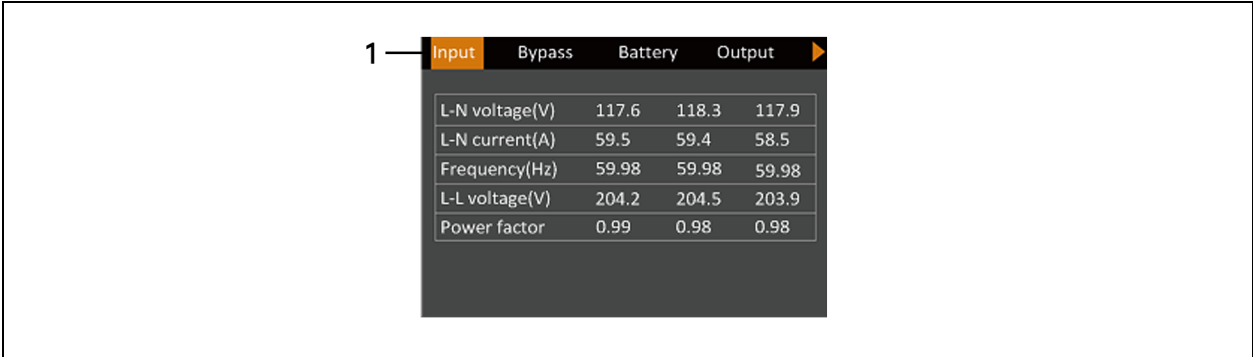 1 Input Bypass Battery Output
L-N voltage(V) 117.6 118.3 117.9
L-N current(A) 59.5 59.4 58.5
Frequency(Hz) 59.98 59.98 59.98
L-L voltage(V) 204.2 204.5 203.9
Power factor 0.99 0.98 0.98